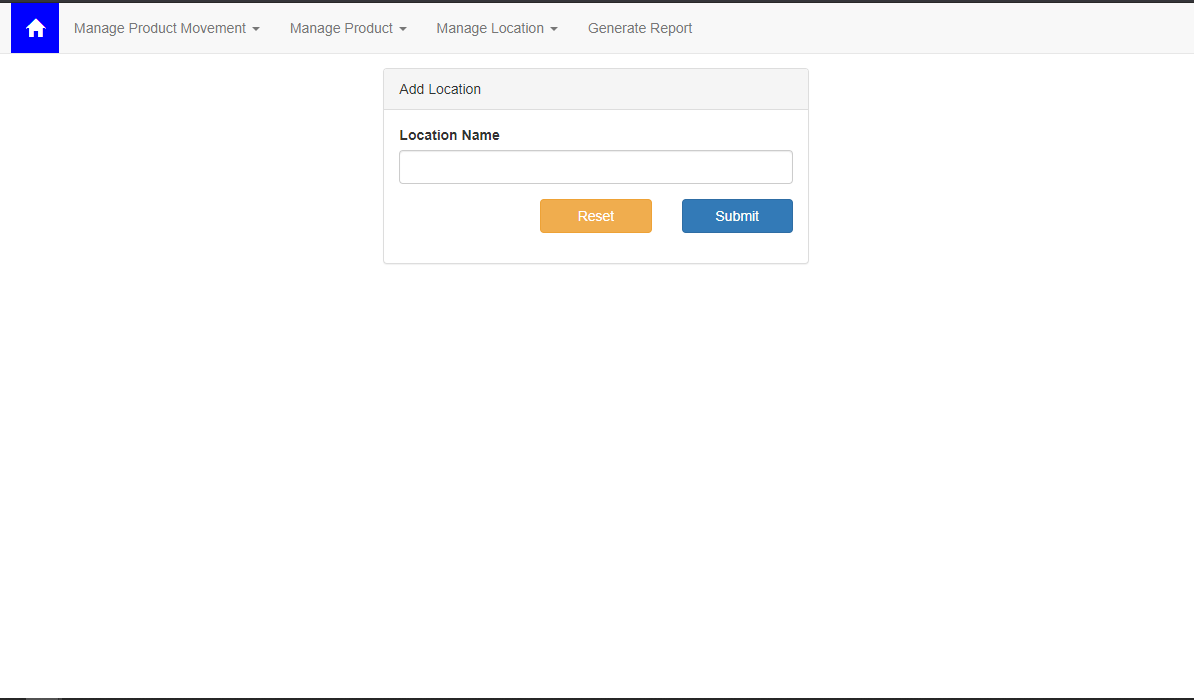 Manage Product Movement Manage Product Manage Location Generate Report
Add Location
Location Name
Reset Submit